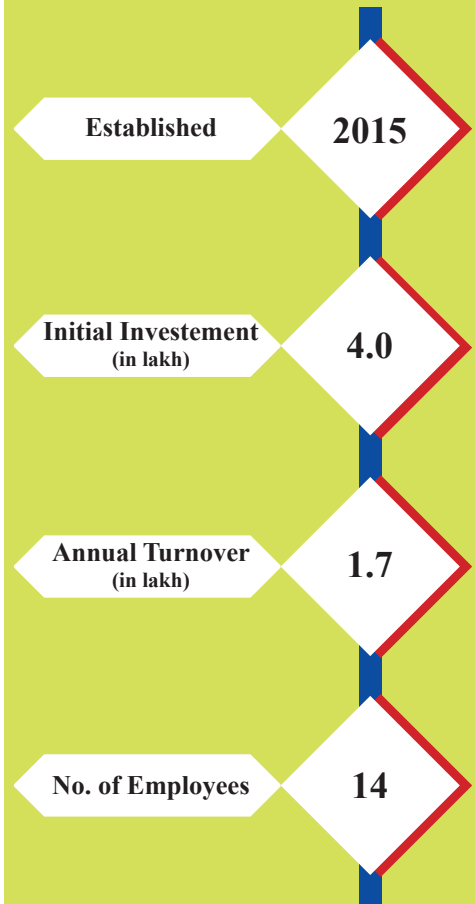 Established
2015
Initial Investement
(in lakh)
4.0
Annual Turnover
(in lakh)
1.7
No. of Employees
14